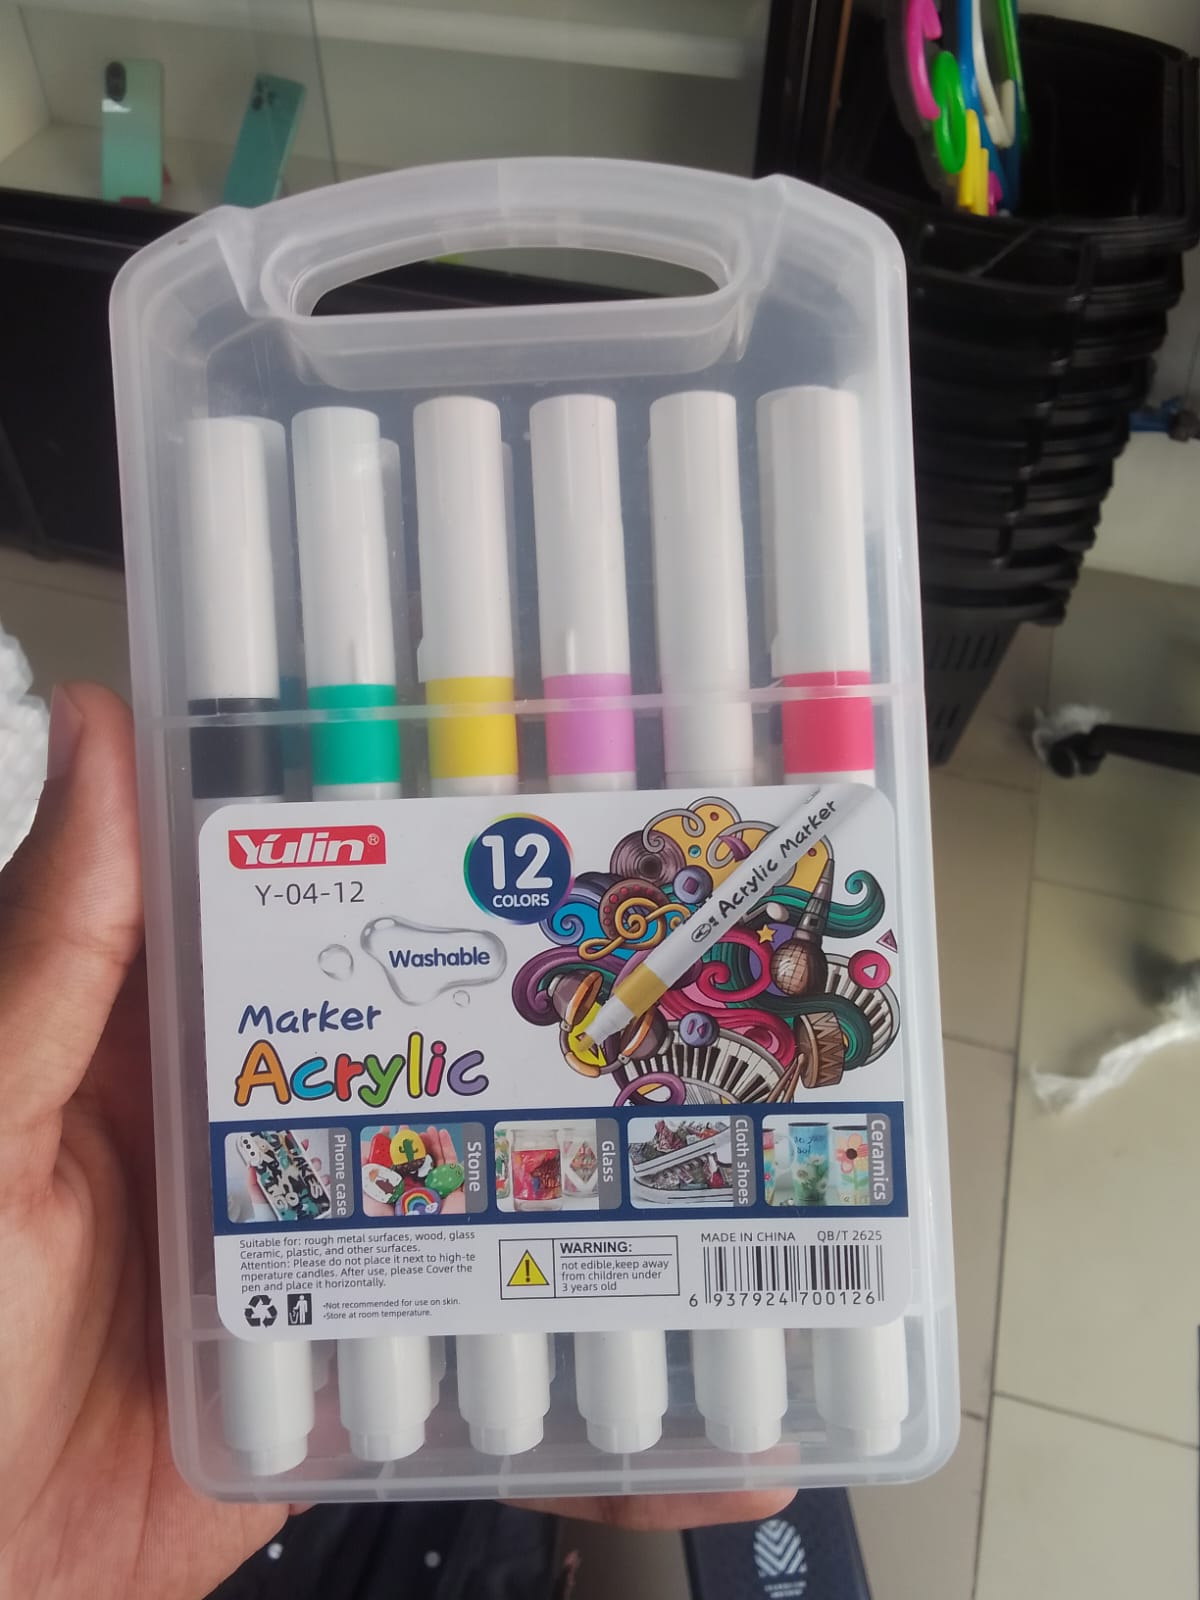 Yúlin®
Y-04-12
12
COLORS
Washable
Marker
Acrylic
Acrylic Marker
Phone case
Stone
Glass
Cloth shoes
Ceramics
Suitable for: rough metal surfaces, wood, glass
Ceramic, plastic, and other surfaces.
Attention: Please do not place it next to high-te
mperature candles. After use, please Cover the
pen and place it horizontally.
•Not recommended for use on skin.
•Store at room temperature.
WARNING:
not edible,keep away
from children under
3 years old
MADE IN CHINA QB/T 2625
6 937924 700126